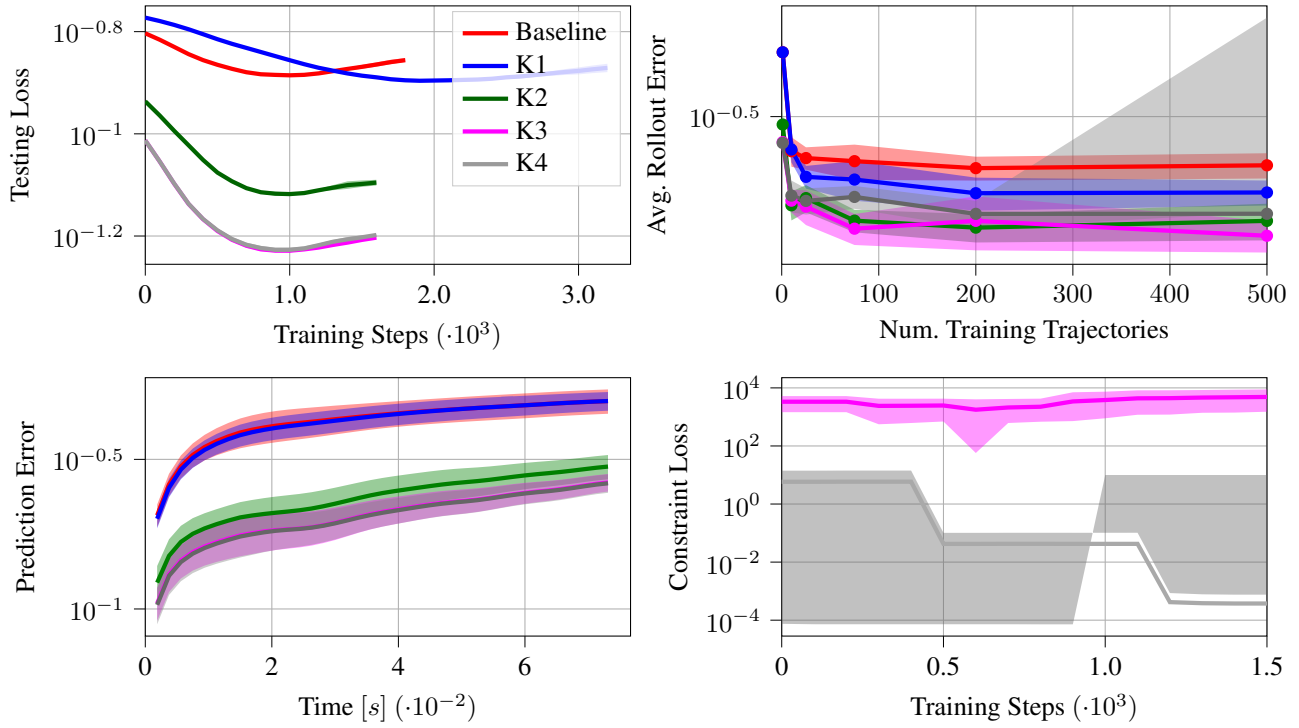 10^−0.8
10^−1
10^−1.2
Testing Loss
0 1.0 2.0 3.0
Training Steps (·10^3)
Baseline
K1
K2
K3
K4
10^−0.5
Avg. Rollout Error
0 100 200 300 400 500
Num. Training Trajectories
10^−0.5
10^−1
Prediction Error
0 2 4 6
Time [s] (·10^−2)
10^4
10^2
10^0
10^−2
10^−4
Constraint Loss
0 0.5 1.0 1.5
Training Steps (·10^3)